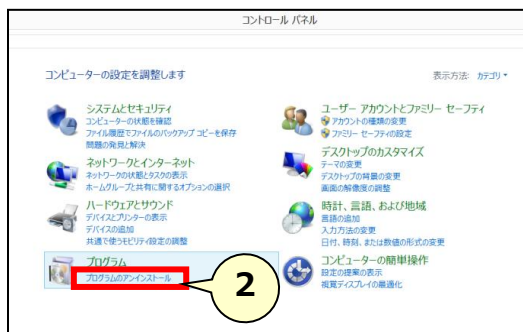 コントロール パネル
コンピューターの設定を調整します
表示方法: カテゴリ
システムとセキュリティ
コンピューターの状態を確認
ファイル履歴でファイルのバックアップ コピーを保存
問題の発見と解決
ネットワークとインターネット
ネットワークの状態とタスクの表示
ホームグループと共有に関するオプションの選択
ハードウェアとサウンド
デバイスとプリンターの表示
デバイスの追加
共通で使うモビリティ設定の調整
プログラム
プログラムのアンインストール
2
ユーザー アカウントとファミリー セーフティ
アカウントの種類の変更
ファミリー セーフティの設定
デスクトップのカスタマイズ
テーマの変更
デスクトップの背景の変更
画面の解像度の調整
時計、言語、および地域
言語の追加
入力方法の変更
日付、時刻、または数値の形式の変更
コンピューターの簡単操作
設定の提案の表示
視覚ディスプレイの最適化